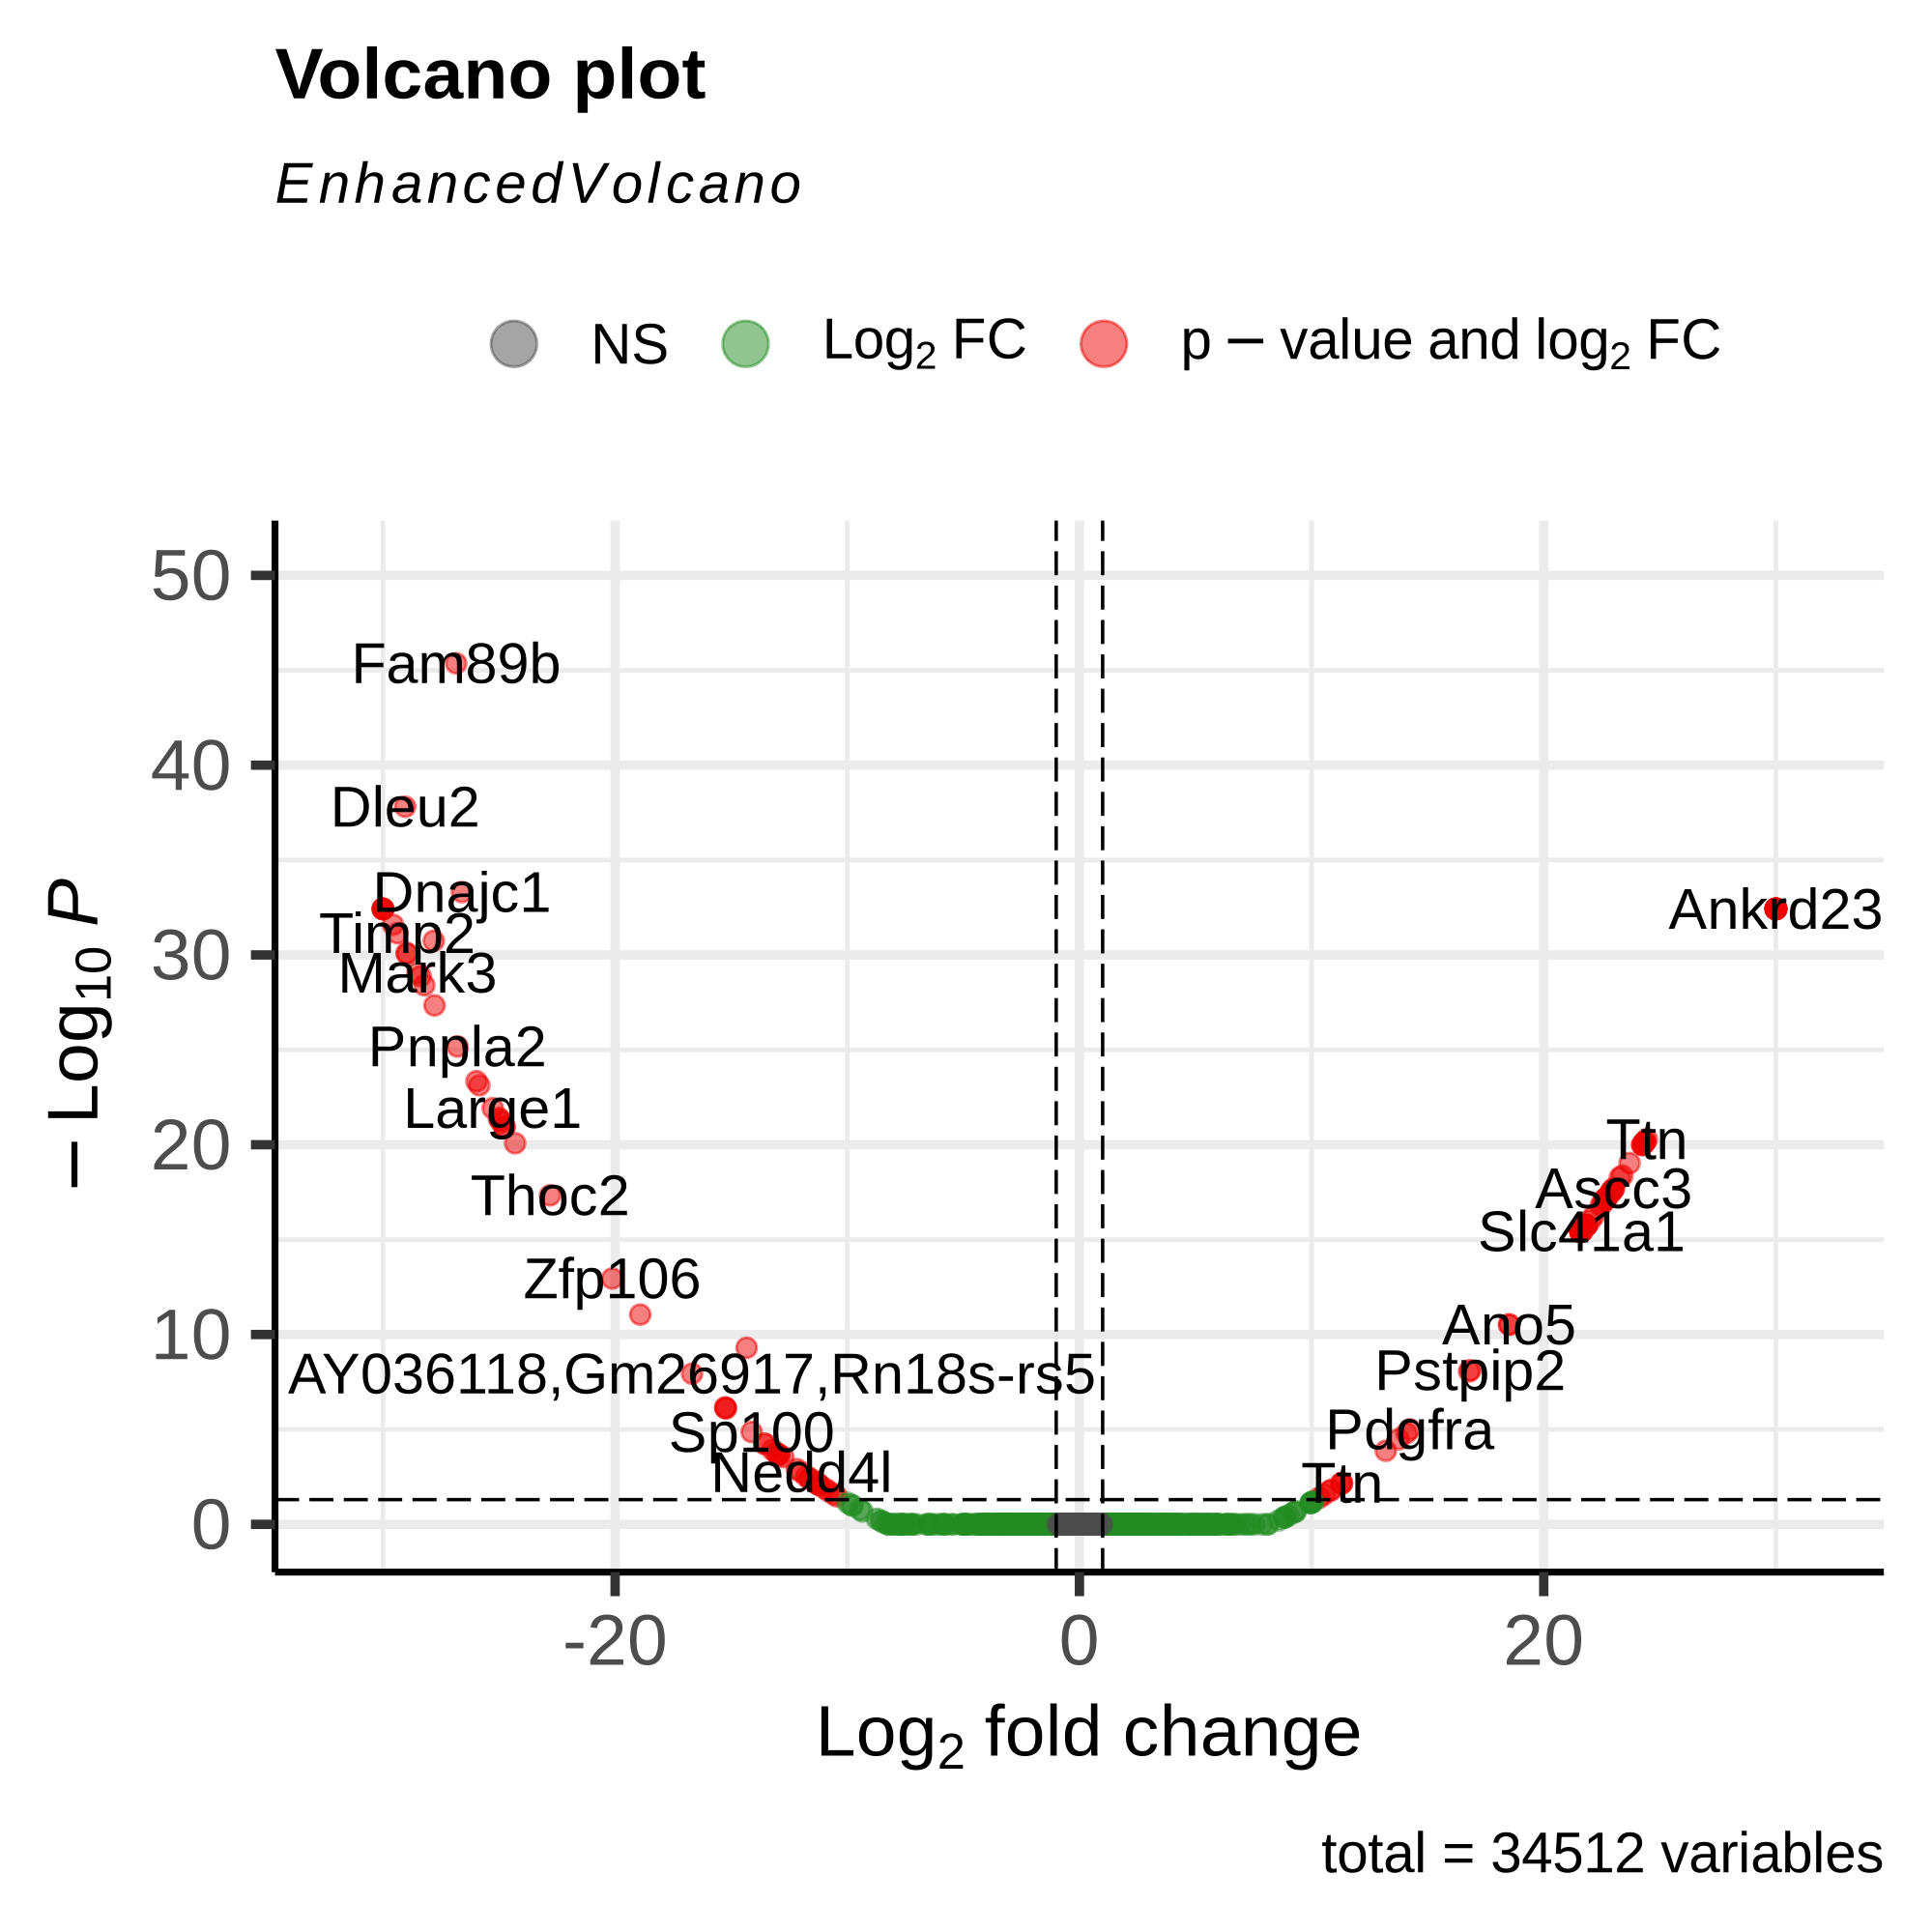 Volcano plot
EnhancedVolcano
NS Log2 FC p − value and log2 FC
− Log10 P
50
40
30
20
10
0
Fam89b
Dleu2
Dnajc1
Ankrd23
Timp2
Mark3
Pnpla2
Large1
Ttn
Thoc2
Ascc3
Slc41a1
Zfp106
Ano5
AY036118,Gm26917,Rn18s-rs5
Pstpip2
Sp100
Pdgfra
Nedd4l
Ttn
-20 0 20
Log2 fold change
total = 34512 variables